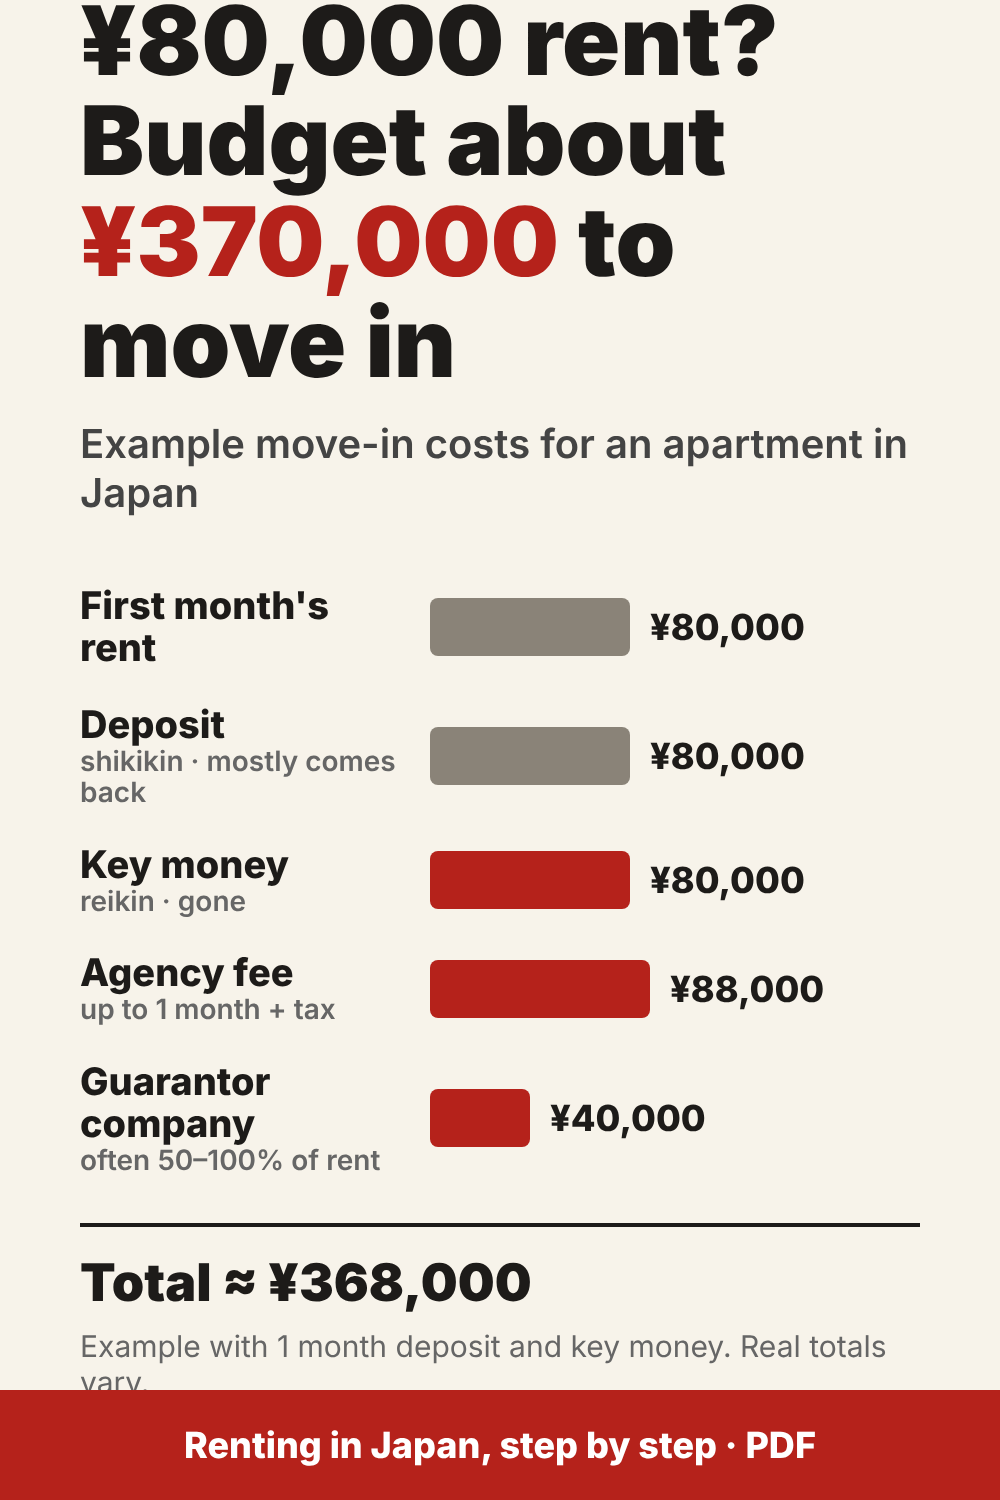 ¥80,000 rent?
Budget about
¥370,000 to
move in
Example move-in costs for an apartment in
Japan
First month's
rent
¥80,000
Deposit
shikikin · mostly comes
back
¥80,000
Key money
reikin · gone
¥80,000
Agency fee
up to 1 month + tax
¥88,000
Guarantor
company
often 50–100% of rent
¥40,000
Total ≈ ¥368,000
Example with 1 month deposit and key money. Real totals
vary.
Renting in Japan, step by step · PDF